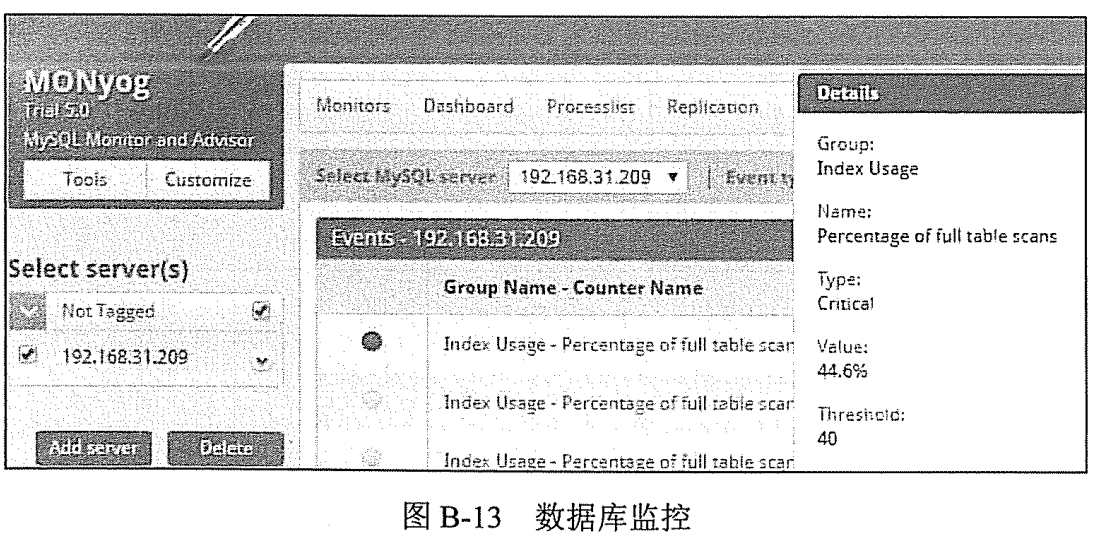 MONyog
Trial 5.0
MySQL Monitor and Advisor
Tools Customize
Select server(s)
Not Tagged
192.168.31.209
Add server Delete
Monitors Dashboard Processlist Replication
Select MySQL server 192.168.31.209 Event ty
Events - 192.168.31.209
Group Name - Counter Name
Index Usage - Percentage of full table scan
Index Usage - Percentage of full table scan
Index Usage - Percentage of full table scan
Details
Group:
Index Usage
Name:
Percentage of full table scans
Type:
Critical
Value:
44.6%
Threshold:
40
图 B-13 数据库监控